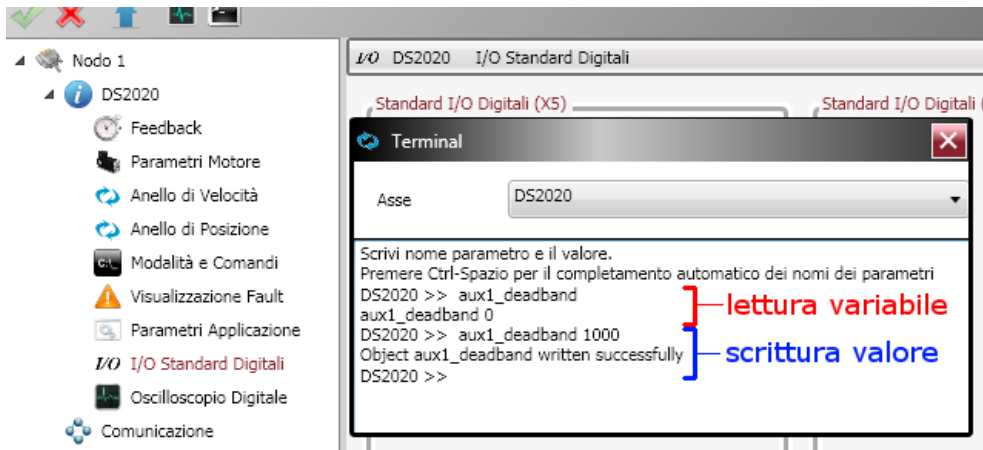 Nodo 1
DS2020
Feedback
Parametri Motore
Anello di Velocità
Anello di Posizione
C:\_ Modalità e Comandi
Visualizzazione Fault
Parametri Applicazione
I/O I/O Standard Digitali
Oscilloscopio Digitale
Comunicazione
I/O DS2020 I/O Standard Digitali
Standard I/O Digitali (X5)
Standard I/O Digitali (
Terminal
Asse
DS2020
Scrivi nome parametro e il valore.
Premere Ctrl-Spazio per il completamento automatico dei nomi dei parametri
DS2020 >> aux1_deadband
aux1_deadband 0
lettura variabile
DS2020 >> aux1_deadband 1000
Object aux1_deadband written successfully
scrittura valore
DS2020 >>